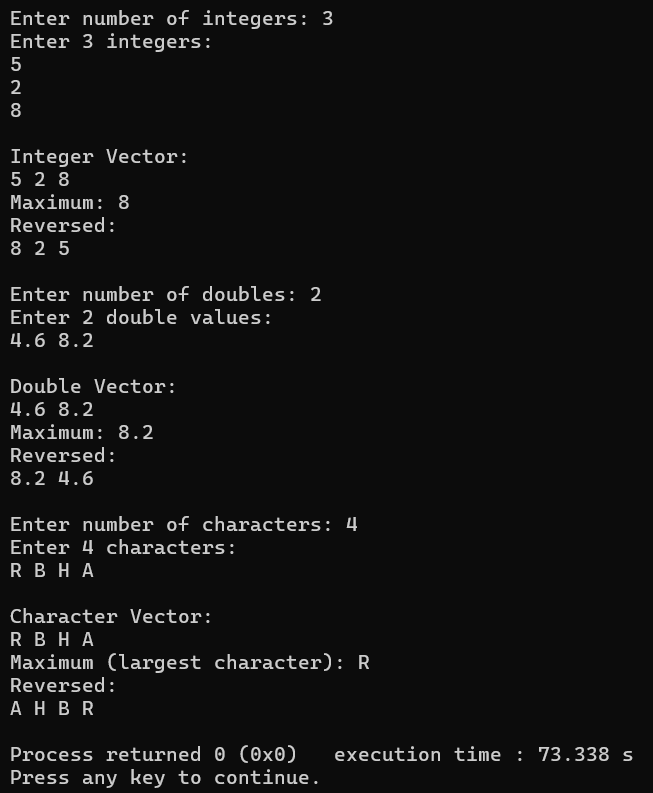 Enter number of integers: 3
Enter 3 integers:
5
2
8
Integer Vector:
5 2 8
Maximum: 8
Reversed:
8 2 5
Enter number of doubles: 2
Enter 2 double values:
4.6 8.2
Double Vector:
4.6 8.2
Maximum: 8.2
Reversed:
8.2 4.6
Enter number of characters: 4
Enter 4 characters:
R B H A
Character Vector:
R B H A
Maximum (largest character): R
Reversed:
A H B R
Process returned 0 (0x0)   execution time : 73.338 s
Press any key to continue.